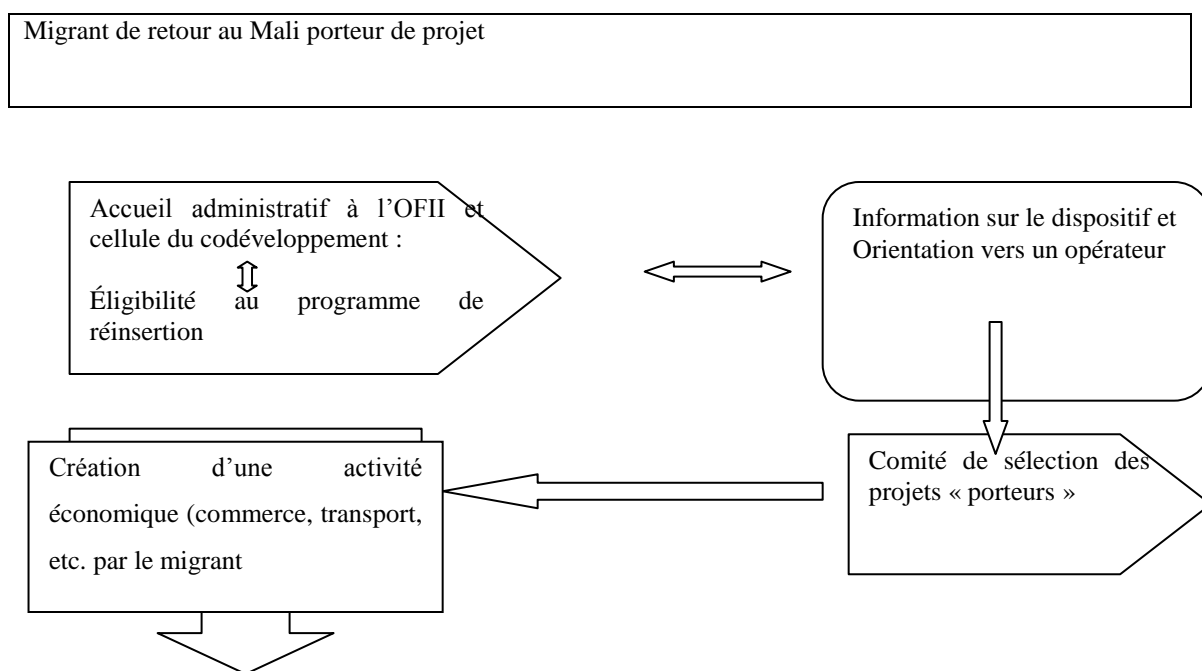 Migrant de retour au Mali porteur de projet
Accueil administratif à l’OFII et
cellule du codéveloppement :
Éligibilité au programme de
réinsertion
Information sur le dispositif et
Orientation vers un opérateur
Comité de sélection des
projets « porteurs »
Création d’une activité
économique (commerce, transport,
etc. par le migrant